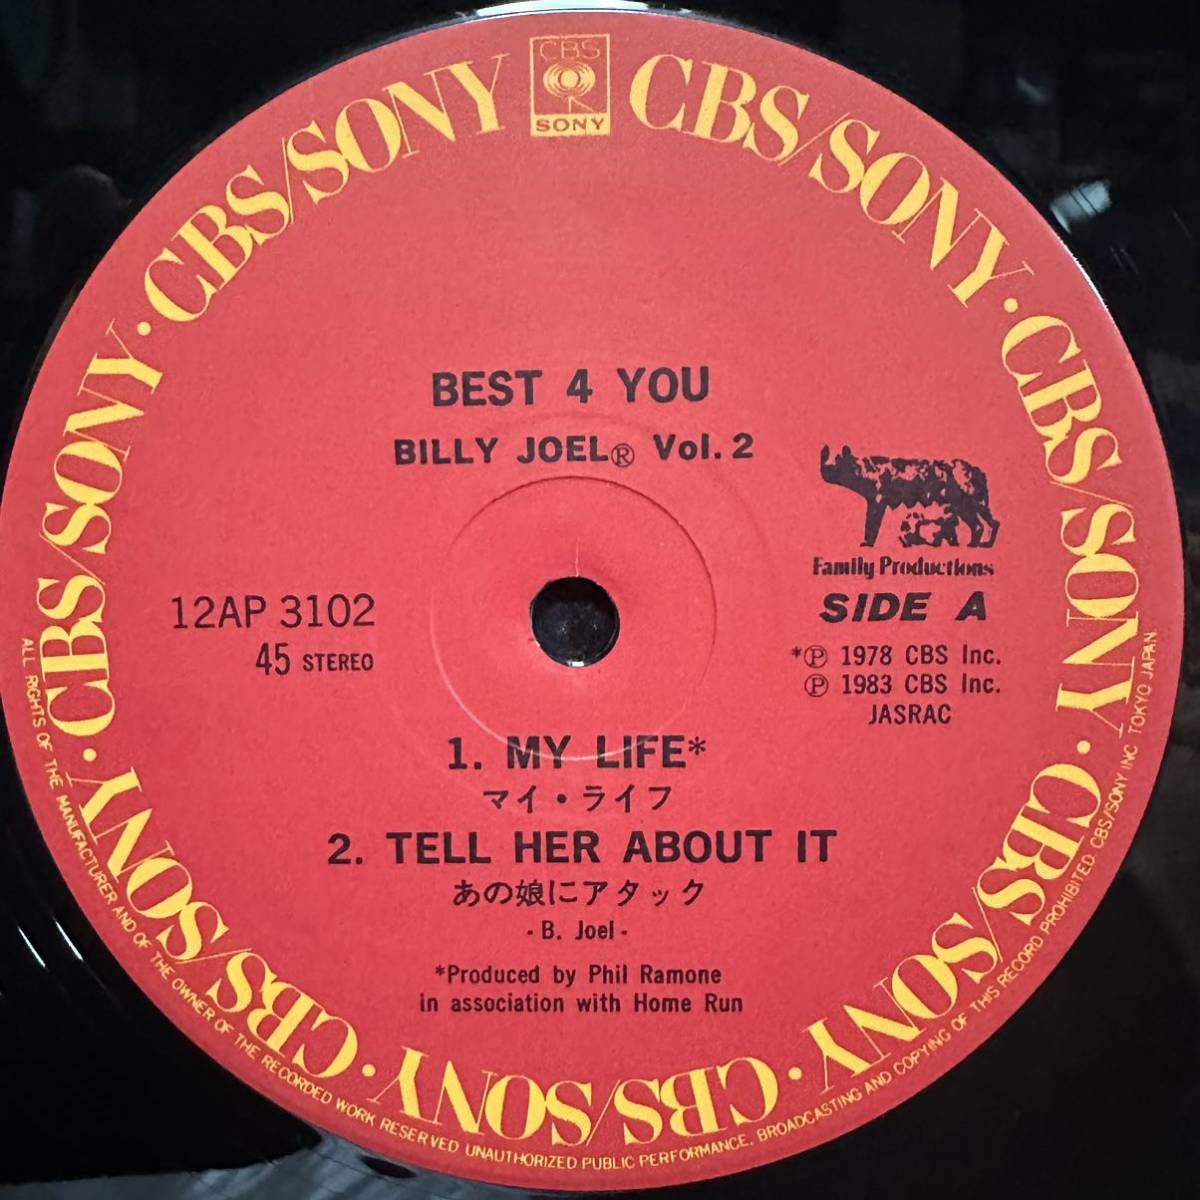 CBS
SONY
CBS/SONY · CBS/SONY · CBS/SONY · CBS/SONY · CBS/SONY · CBS/SONY · CBS/SONY · CBS/SONY
BEST 4 YOU
BILLY JOEL® Vol. 2
Family Productions
12AP 3102
SIDE A
45 STEREO
*Ⓟ 1978 CBS Inc.
Ⓟ 1983 CBS Inc.
JASRAC
1. MY LIFE*
マイ・ライフ
2. TELL HER ABOUT IT
あの娘にアタック
- B. Joel -
*Produced by Phil Ramone
in association with Home Run
ALL RIGHTS OF THE MANUFACTURER AND OF THE OWNER OF THE RECORDED WORK RESERVED UNAUTHORIZED PUBLIC PERFORMANCE. BROADCASTING AND COPYING OF THIS RECORD PROHIBITED. CBS/SONY INC TOKYO JAPAN